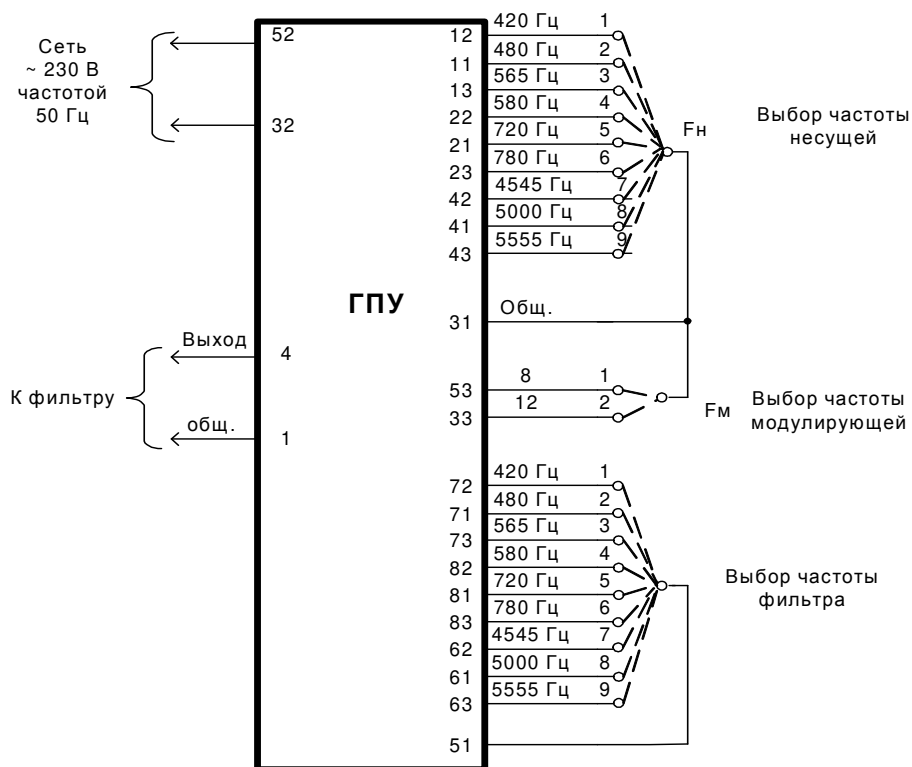 Сеть
~ 230 В
частотой
50 Гц
52
32
Выход
4
К фильтру
общ.
1
ГПУ
12 420 Гц 1
11 480 Гц 2
13 565 Гц 3
22 580 Гц 4
21 720 Гц 5
23 780 Гц 6
42 4545 Гц 7
41 5000 Гц 8
43 5555 Гц 9
Fн
Выбор частоты
несущей
31 Общ.
53 8 1
33 12 2
Fм
Выбор частоты
модулирующей
72 420 Гц 1
71 480 Гц 2
73 565 Гц 3
82 580 Гц 4
81 720 Гц 5
83 780 Гц 6
62 4545 Гц 7
61 5000 Гц 8
63 5555 Гц 9
Выбор частоты
фильтра
51